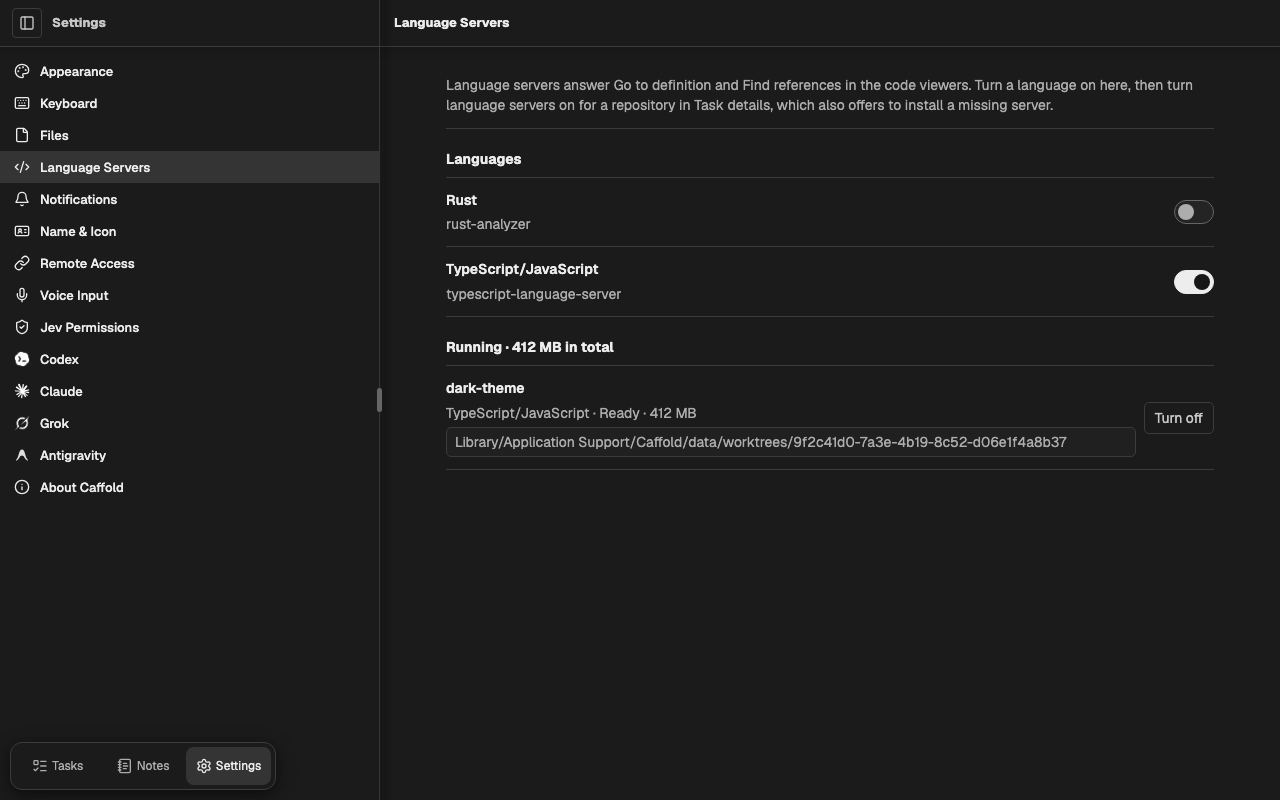 Settings
Appearance
Keyboard
Files
Language Servers
Notifications
Name & Icon
Remote Access
Voice Input
Jev Permissions
Codex
Claude
Grok
Antigravity
About Caffold
Tasks
Notes
Settings
Language Servers
Language servers answer Go to definition and Find references in the code viewers. Turn a language on here, then turn
language servers on for a repository in Task details, which also offers to install a missing server.
Languages
Rust
rust-analyzer
TypeScript/JavaScript
typescript-language-server
Running · 412 MB in total
dark-theme
TypeScript/JavaScript · Ready · 412 MB
Library/Application Support/Caffold/data/worktrees/9f2c41d0-7a3e-4b19-8c52-d06e1f4a8b37
Turn off